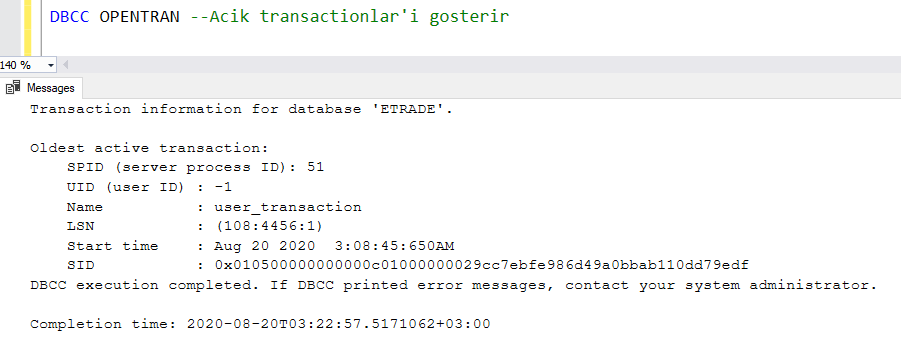 DBCC OPENTRAN --Acik transactionlar'i gosterir
140 %
Messages
Transaction information for database 'ETRADE'.
Oldest active transaction:
SPID (server process ID): 51
UID (user ID) : -1
Name : user_transaction
LSN : (108:4456:1)
Start time : Aug 20 2020 3:08:45:650AM
SID : 0x010500000000000c01000000029cc7ebfe986d49a0bbab110dd79edf
DBCC execution completed. If DBCC printed error messages, contact your system administrator.
Completion time: 2020-08-20T03:22:57.5171062+03:00